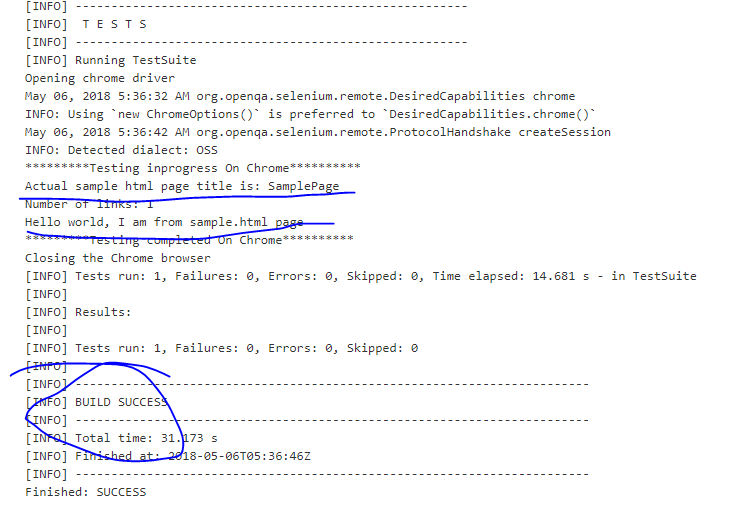 [INFO] -------------------------------------------------------
[INFO]  T E S T S
[INFO] -------------------------------------------------------
[INFO] Running TestSuite
Opening chrome driver
May 06, 2018 5:36:32 AM org.openqa.selenium.remote.DesiredCapabilities chrome
INFO: Using `new ChromeOptions()` is preferred to `DesiredCapabilities.chrome()`
May 06, 2018 5:36:42 AM org.openqa.selenium.remote.ProtocolHandshake createSession
INFO: Detected dialect: OSS
*********Testing inprogress On Chrome**********
Actual sample html page title is: SamplePage
Number of links: 1
Hello world, I am from sample.html page
*********Testing completed On Chrome**********
Closing the Chrome browser
[INFO] Tests run: 1, Failures: 0, Errors: 0, Skipped: 0, Time elapsed: 14.681 s - in TestSuite
[INFO]
[INFO] Results:
[INFO]
[INFO] Tests run: 1, Failures: 0, Errors: 0, Skipped: 0
[INFO]
[INFO] ------------------------------------------------------------------------
[INFO] BUILD SUCCESS
[INFO] ------------------------------------------------------------------------
[INFO] Total time: 31.173 s
[INFO] Finished at: 2018-05-06T05:36:46Z
[INFO] ------------------------------------------------------------------------
Finished: SUCCESS